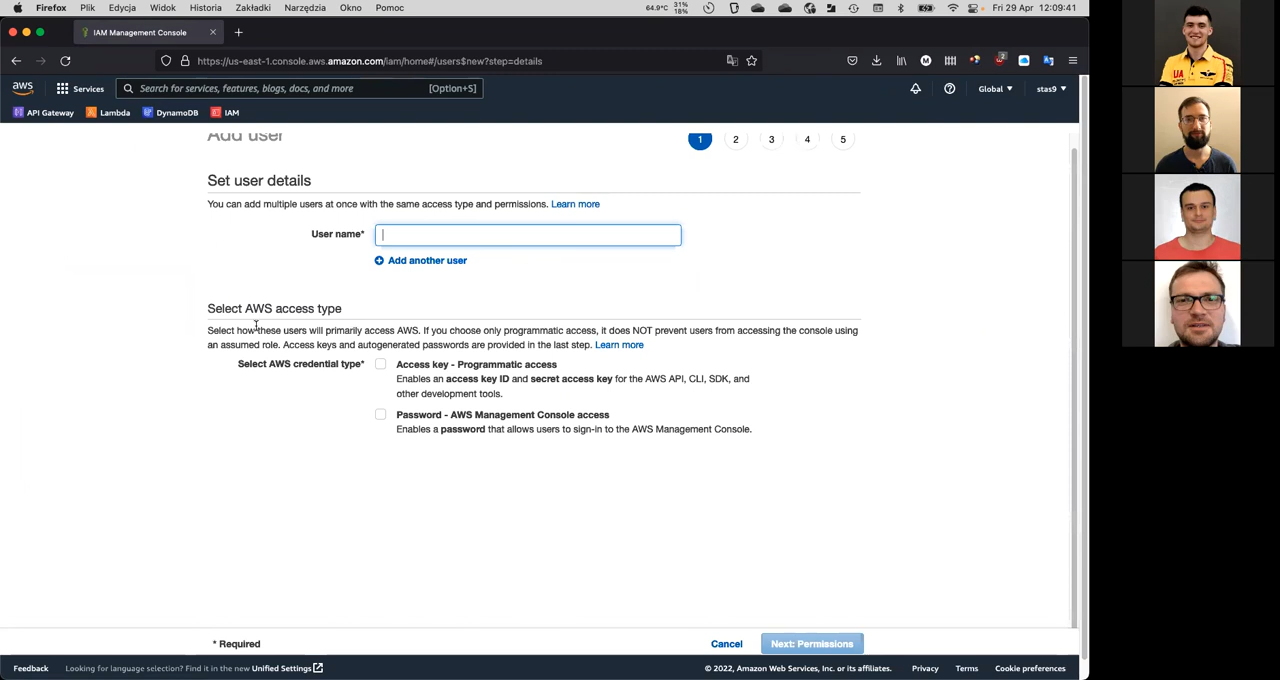 Firefox Plik Edycja Widok Historia Zakładki Narzędzia Okno Pomoc 64.9°C 31% 18% Fri 29 Apr 12:09:41
IAM Management Console
https://us-east-1.console.aws.amazon.com/iam/home#/users$new?step=details
aws Services Search for services, features, blogs, docs, and more [Option+S] Global stas9
API Gateway Lambda DynamoDB IAM
Add user 1 2 3 4 5
Set user details
You can add multiple users at once with the same access type and permissions. Learn more
User name*
Add another user
Select AWS access type
Select how these users will primarily access AWS. If you choose only programmatic access, it does NOT prevent users from accessing the console using
an assumed role. Access keys and autogenerated passwords are provided in the last step. Learn more
Select AWS credential type* Access key - Programmatic access
Enables an access key ID and secret access key for the AWS API, CLI, SDK, and
other development tools.
Password - AWS Management Console access
Enables a password that allows users to sign-in to the AWS Management Console.
* Required Cancel Next: Permissions
Feedback Looking for language selection? Find it in the new Unified Settings © 2022, Amazon Web Services, Inc. or its affiliates. Privacy Terms Cookie preferences
UA